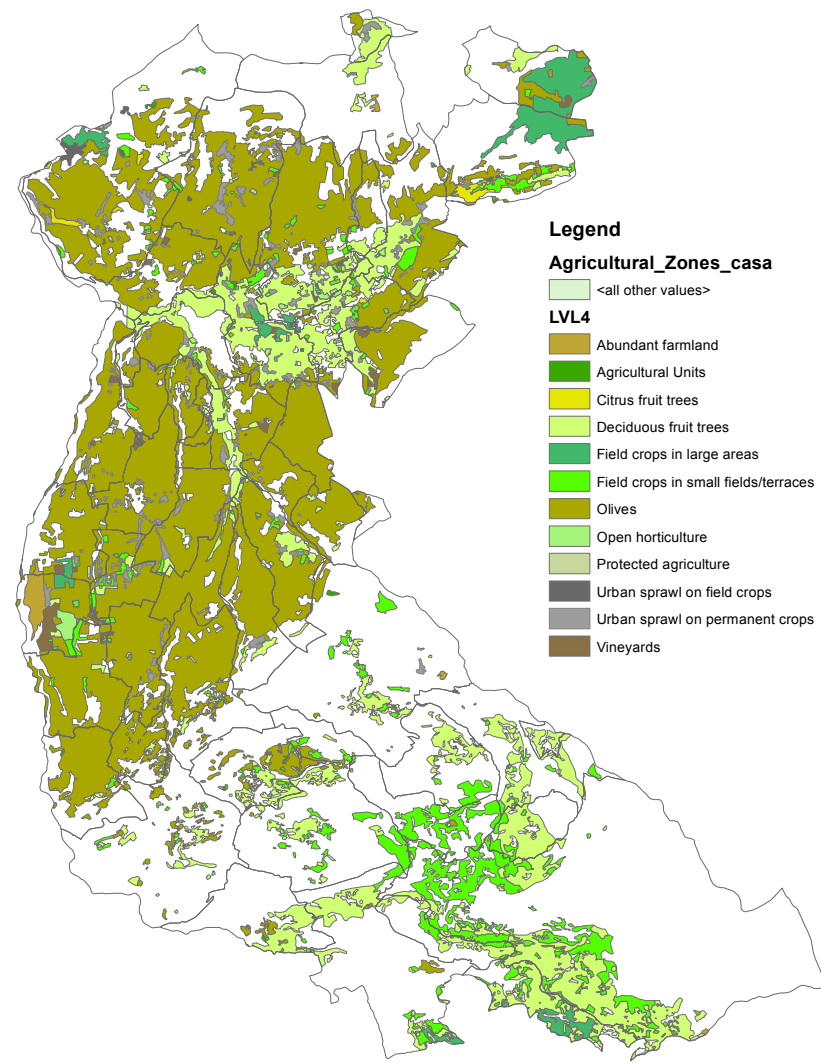 Legend
Agricultural_Zones_casa
<all other values>
LVL4
Abundant farmland
Agricultural Units
Citrus fruit trees
Deciduous fruit trees
Field crops in large areas
Field crops in small fields/terraces
Olives
Open horticulture
Protected agriculture
Urban sprawl on field crops
Urban sprawl on permanent crops
Vineyards